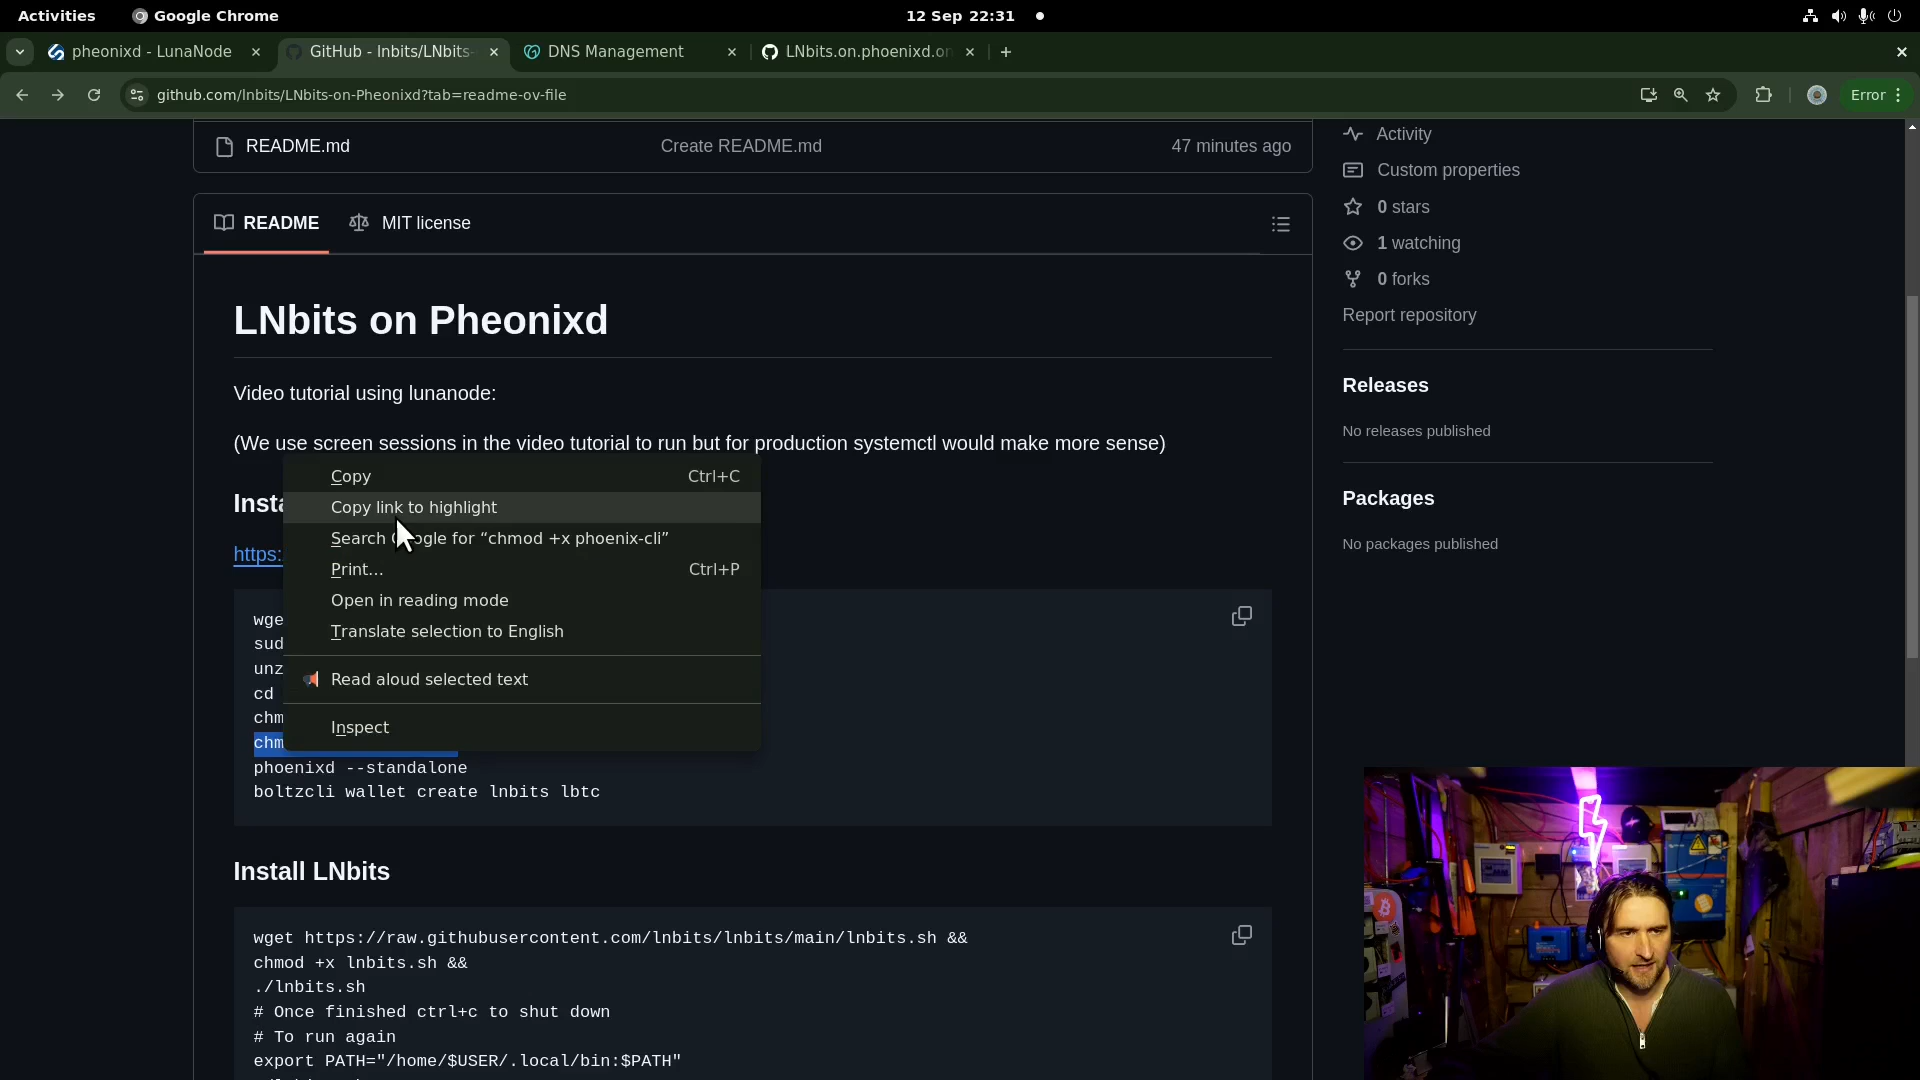 Activities
Google Chrome
12 Sep 22:31
pheonixd - LunaNode
GitHub - lnbits/LNbits-
DNS Management
LNbits.on.phoenixd.on
github.com/lnbits/LNbits-on-Pheonixd?tab=readme-ov-file
Error
README.md
Create README.md
47 minutes ago
README
MIT license
LNbits on Pheonixd
Video tutorial using lunanode:
(We use screen sessions in the video tutorial to run but for production systemctl would make more sense)
Copy
Ctrl+C
Copy link to highlight
Search Google for “chmod +x phoenix-cli”
Print…
Ctrl+P
Open in reading mode
Translate selection to English
Read aloud selected text
Inspect
https:
cd
phoenixd --standalone
boltzcli wallet create lnbits lbtc
Install LNbits
wget https://raw.githubusercontent.com/lnbits/lnbits/main/lnbits.sh &&
chmod +x lnbits.sh &&
./lnbits.sh
# Once finished ctrl+c to shut down
# To run again
export PATH="/home/$USER/.local/bin:$PATH"
Activity
Custom properties
0 stars
1 watching
0 forks
Report repository
Releases
No releases published
Packages
No packages published